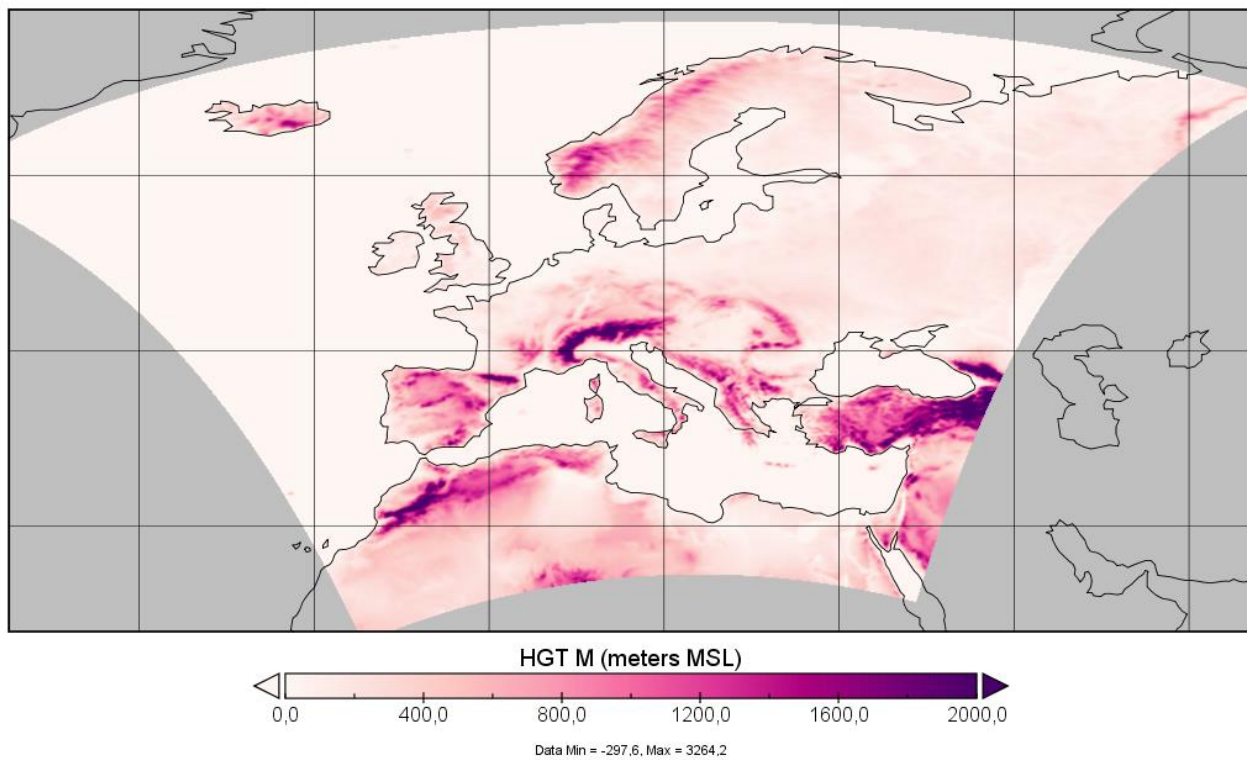 HGT M (meters MSL)
0,0 400,0 800,0 1200,0 1600,0 2000,0
Data Min = -297,6, Max = 3264,2